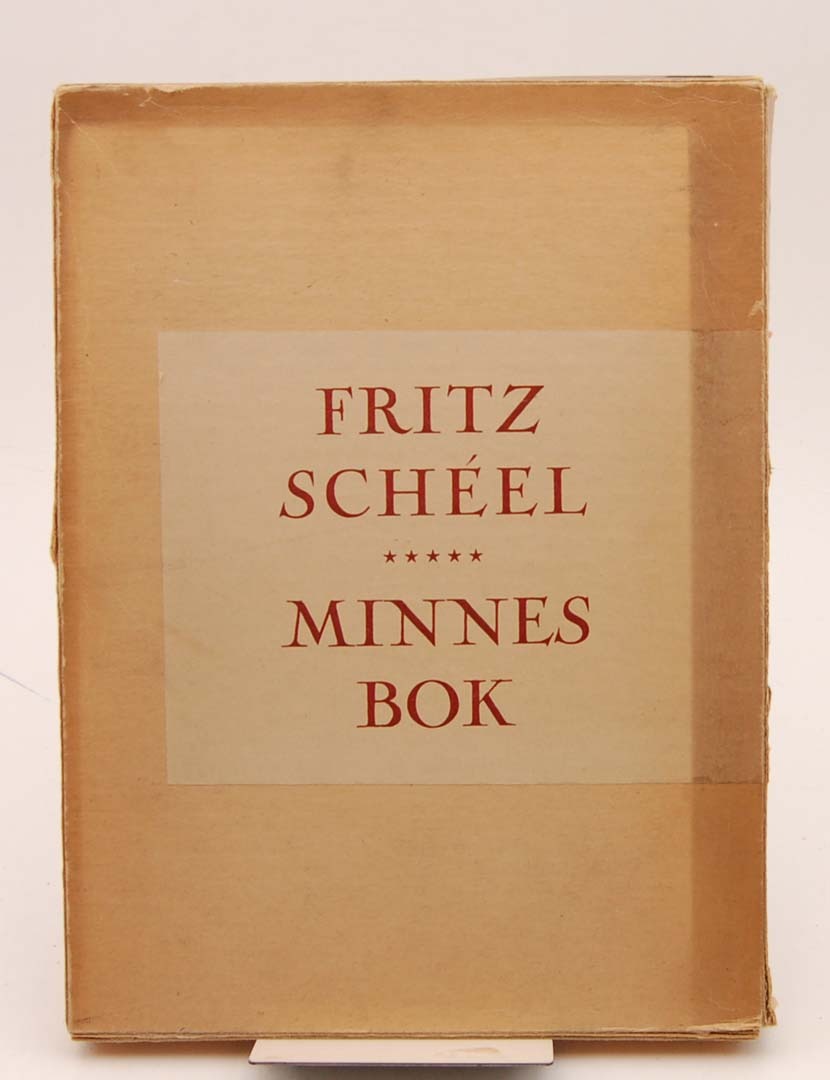 FRITZ
SCHÉEL
★★★★★
MINNES
BOK